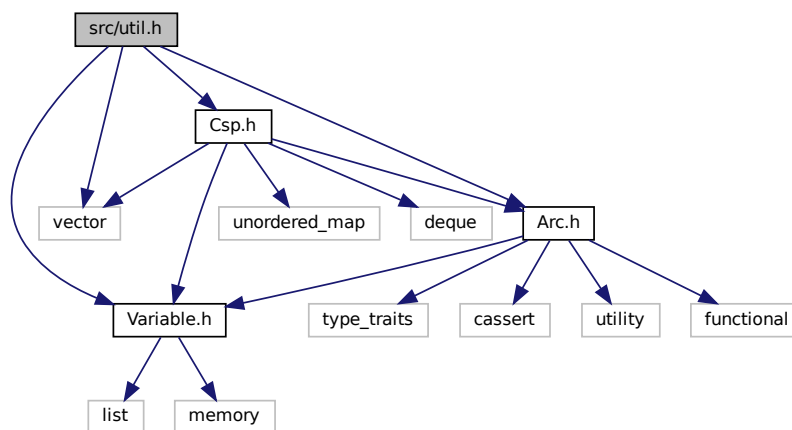 src/util.h
Csp.h
vector
unordered_map
deque
Arc.h
Variable.h
type_traits
cassert
utility
functional
list
memory